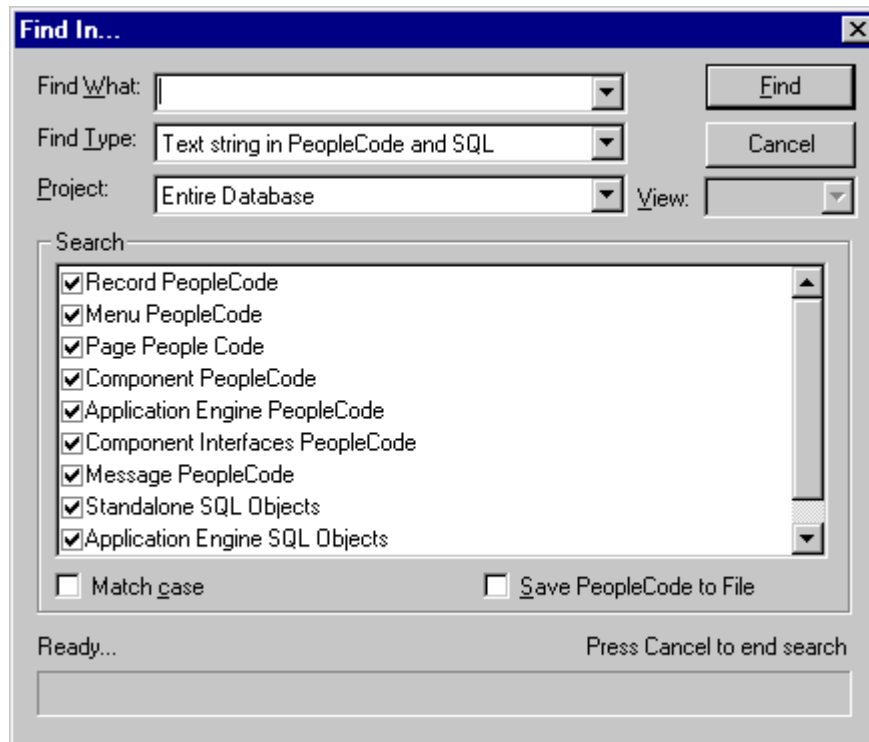 Find In...
Find What:
Find
Find Type: Text string in PeopleCode and SQL
Cancel
Project: Entire Database
View:
Search
Record PeopleCode
Menu PeopleCode
Page People Code
Component PeopleCode
Application Engine PeopleCode
Component Interfaces PeopleCode
Message PeopleCode
Standalone SQL Objects
Application Engine SQL Objects
Match case
Save PeopleCode to File
Ready...
Press Cancel to end search